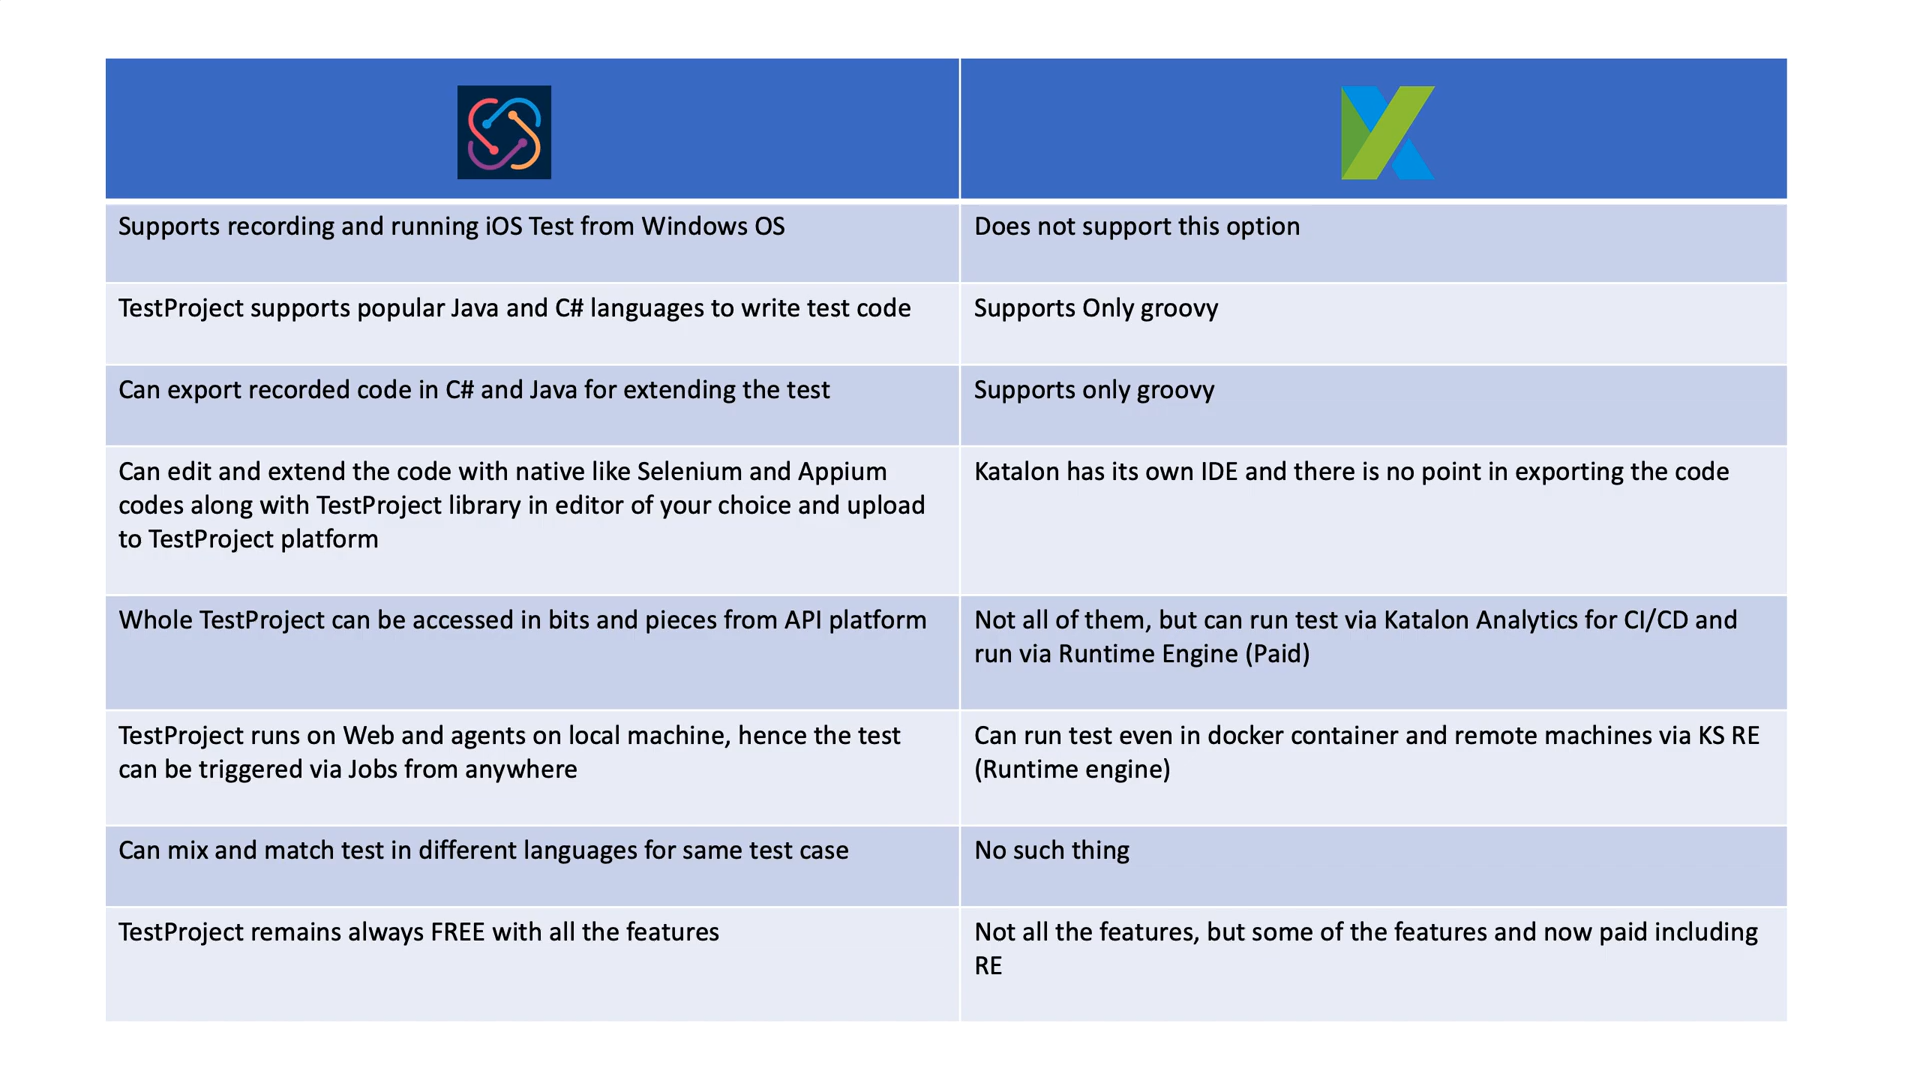 Supports recording and running iOS Test from Windows OS
Does not support this option
TestProject supports popular Java and C# languages to write test code
Supports Only groovy
Can export recorded code in C# and Java for extending the test
Supports only groovy
Can edit and extend the code with native like Selenium and Appium
codes along with TestProject library in editor of your choice and upload
to TestProject platform
Katalon has its own IDE and there is no point in exporting the code
Whole TestProject can be accessed in bits and pieces from API platform
Not all of them, but can run test via Katalon Analytics for CI/CD and
run via Runtime Engine (Paid)
TestProject runs on Web and agents on local machine, hence the test
can be triggered via Jobs from anywhere
Can run test even in docker container and remote machines via KS RE
(Runtime engine)
Can mix and match test in different languages for same test case
No such thing
TestProject remains always FREE with all the features
Not all the features, but some of the features and now paid including
RE